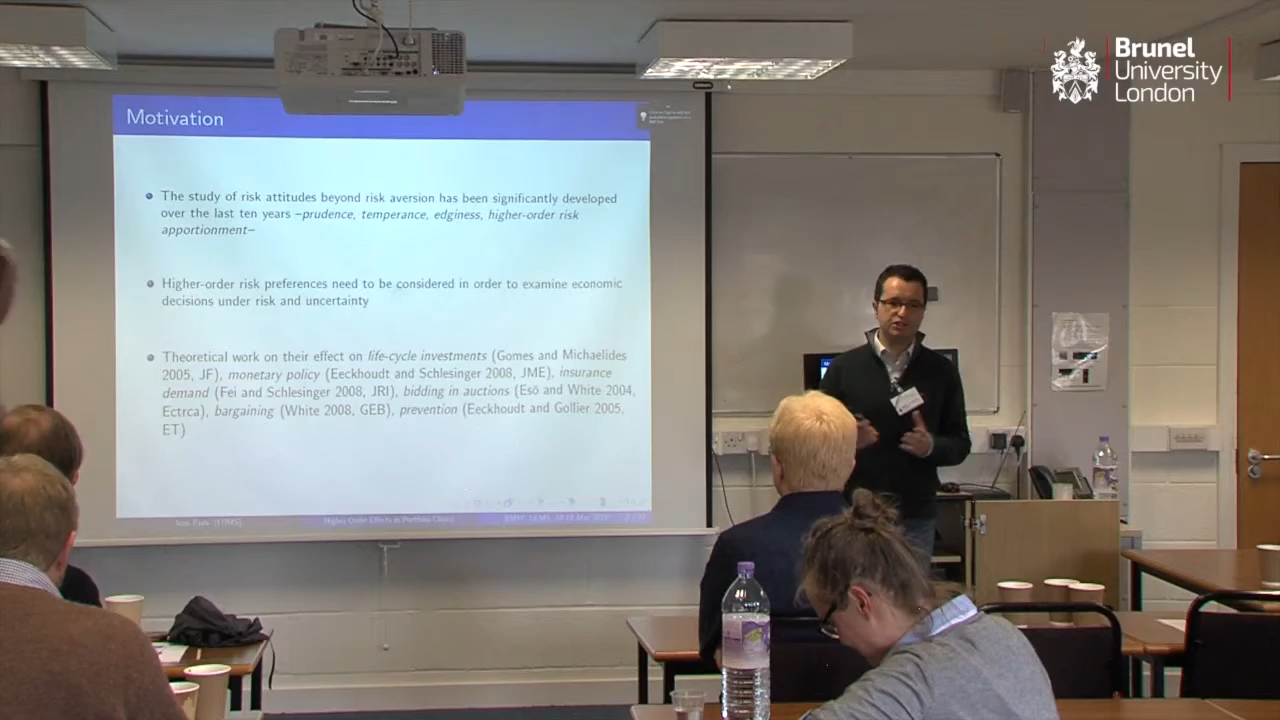 Brunel
University
London
Motivation
The study of risk attitudes beyond risk aversion has been significantly developed
over the last ten years –prudence, temperance, edginess, higher-order risk
apportionment–
Higher-order risk preferences need to be considered in order to examine economic
decisions under risk and uncertainty
Theoretical work on their effect on life-cycle investments (Gomes and Michaelides
2005, JF), monetary policy (Eeckhoudt and Schlesinger 2008, JME), insurance
demand (Fei and Schlesinger 2008, JRI), bidding in auctions (Esö and White 2004,
Ectrca), bargaining (White 2008, GEB), prevention (Eeckhoudt and Gollier 2005,
ET)
Higher Order Effects in Portfolio Choice